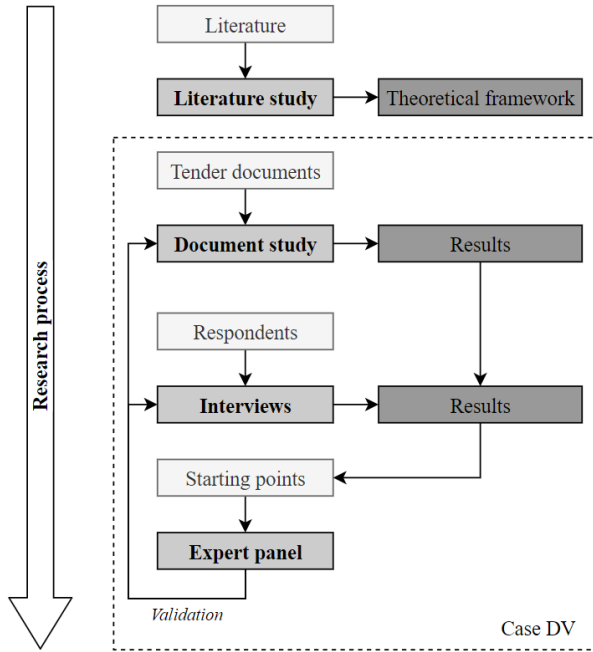 Research process
Literature
Literature study
Theoretical framework
Tender documents
Document study
Results
Respondents
Interviews
Results
Starting points
Expert panel
Validation
Case DV